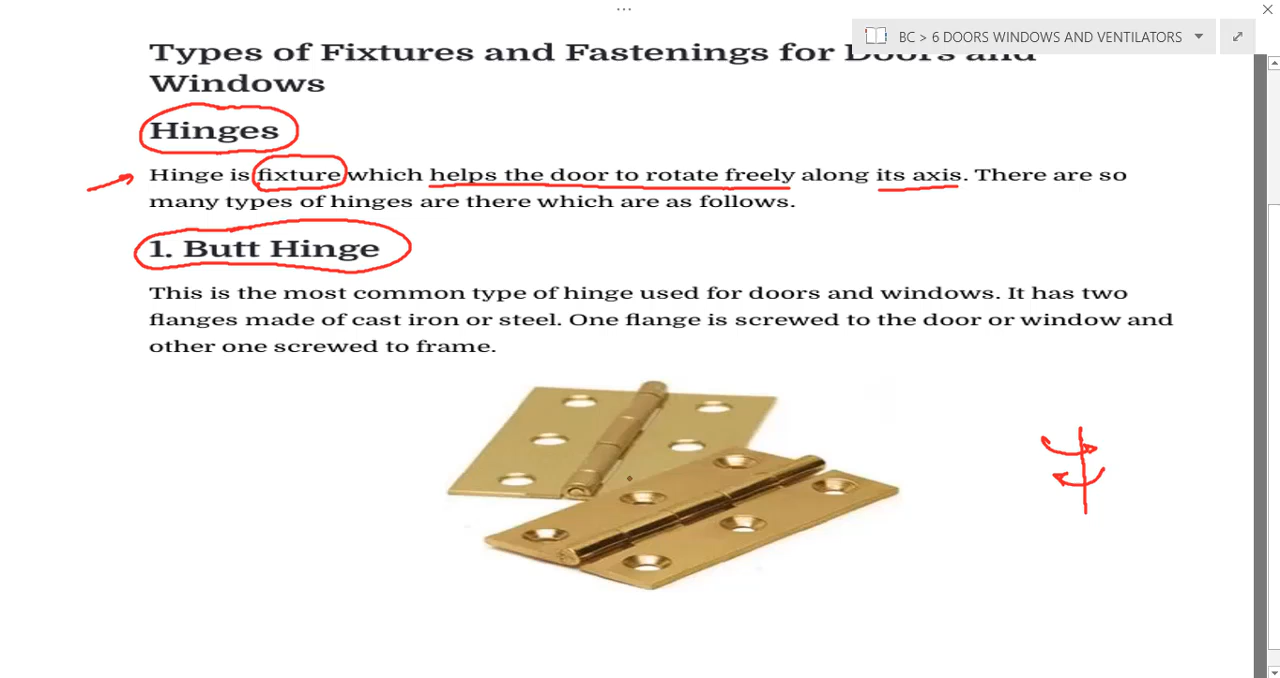 ...
BC > 6 DOORS WINDOWS AND VENTILATORS
Types of Fixtures and Fastenings for Doors and
Windows
Hinges
Hinge is fixture which helps the door to rotate freely along its axis. There are so
many types of hinges are there which are as follows.
1. Butt Hinge
This is the most common type of hinge used for doors and windows. It has two
flanges made of cast iron or steel. One flange is screwed to the door or window and
other one screwed to frame.